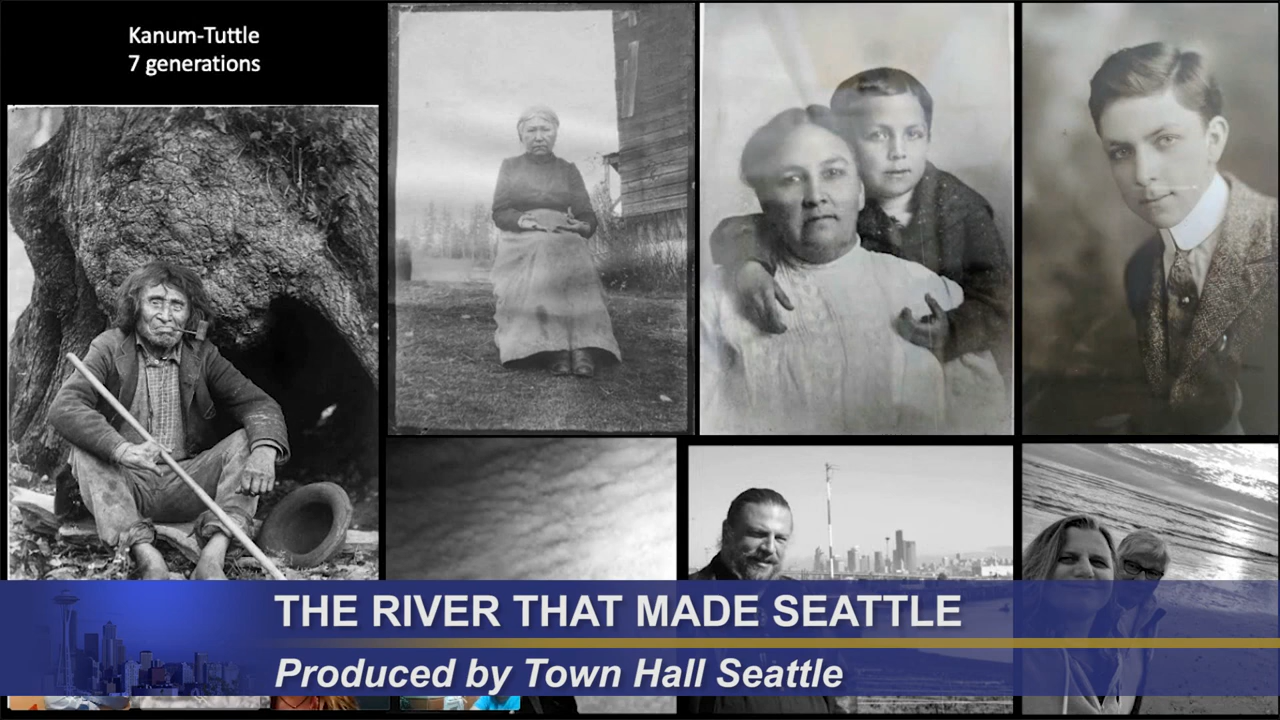 Kanum-Tuttle
7 generations
THE RIVER THAT MADE SEATTLE
Produced by Town Hall Seattle